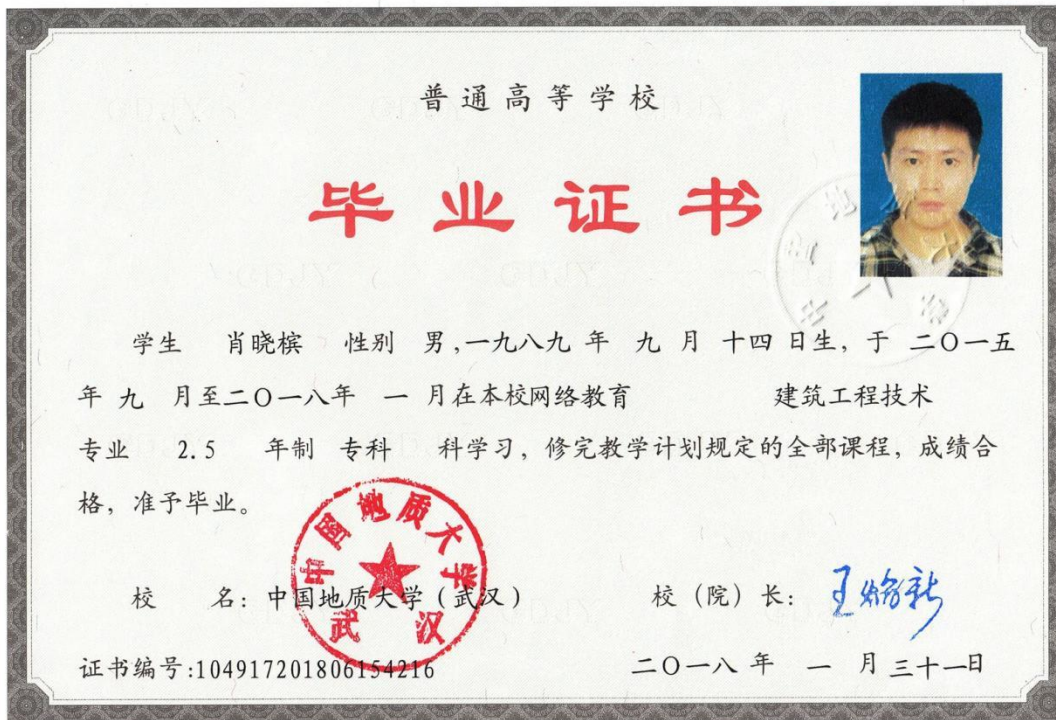 普通高等学校
毕业证书
学生 肖晓槟 性别 男,一九八九 年 九 月 十四 日生, 于 二〇一五
年 九 月至二〇一八年 一 月在本校网络教育 建筑工程技术
专业 2.5 年制 专科 科学习, 修完教学计划规定的全部课程, 成绩合
格, 准予毕业。
中国地质大学
武汉
校 名: 中国地质大学 (武汉) 校 (院) 长: 王焰新
证书编号:104917201806154216 二〇一八 年 一 月 三十一日